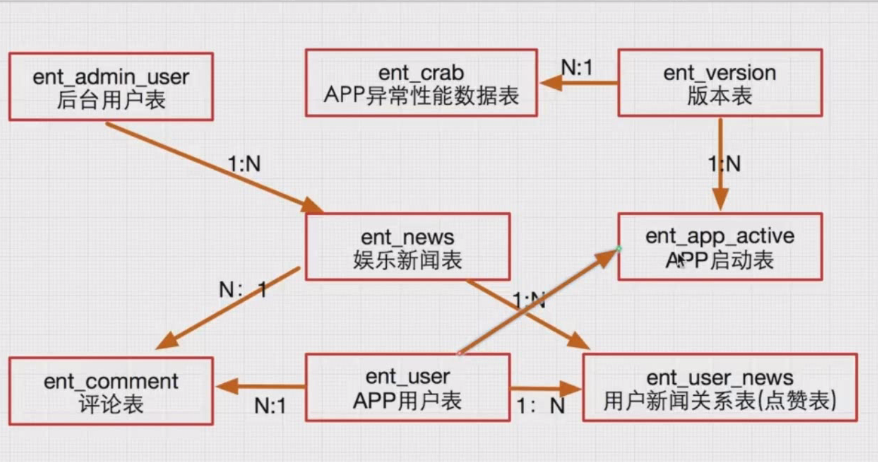 ent_admin_user
后台用户表
ent_crab
APP异常性能数据表
N:1
ent_version
版本表
1:N
1:N
ent_news
娱乐新闻表
ent_app_active
APP启动表
N：1
1:N
ent_comment
评论表
N:1
ent_user
APP用户表
1：N
ent_user_news
用户新闻关系表(点赞表)